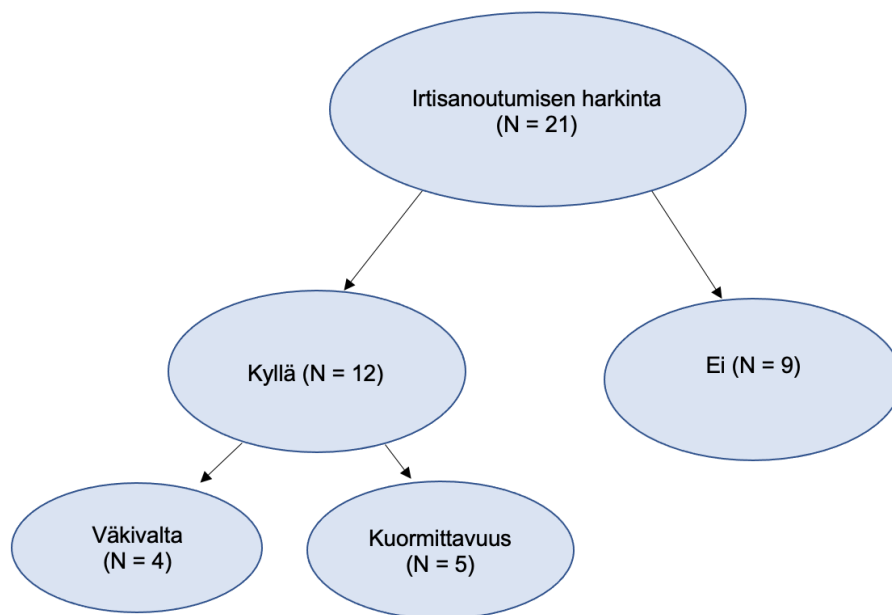 Irtisanoutumisen harkinta
(N = 21)
Kyllä (N = 12)
Ei (N = 9)
Väkivalta
(N = 4)
Kuormittavuus
(N = 5)